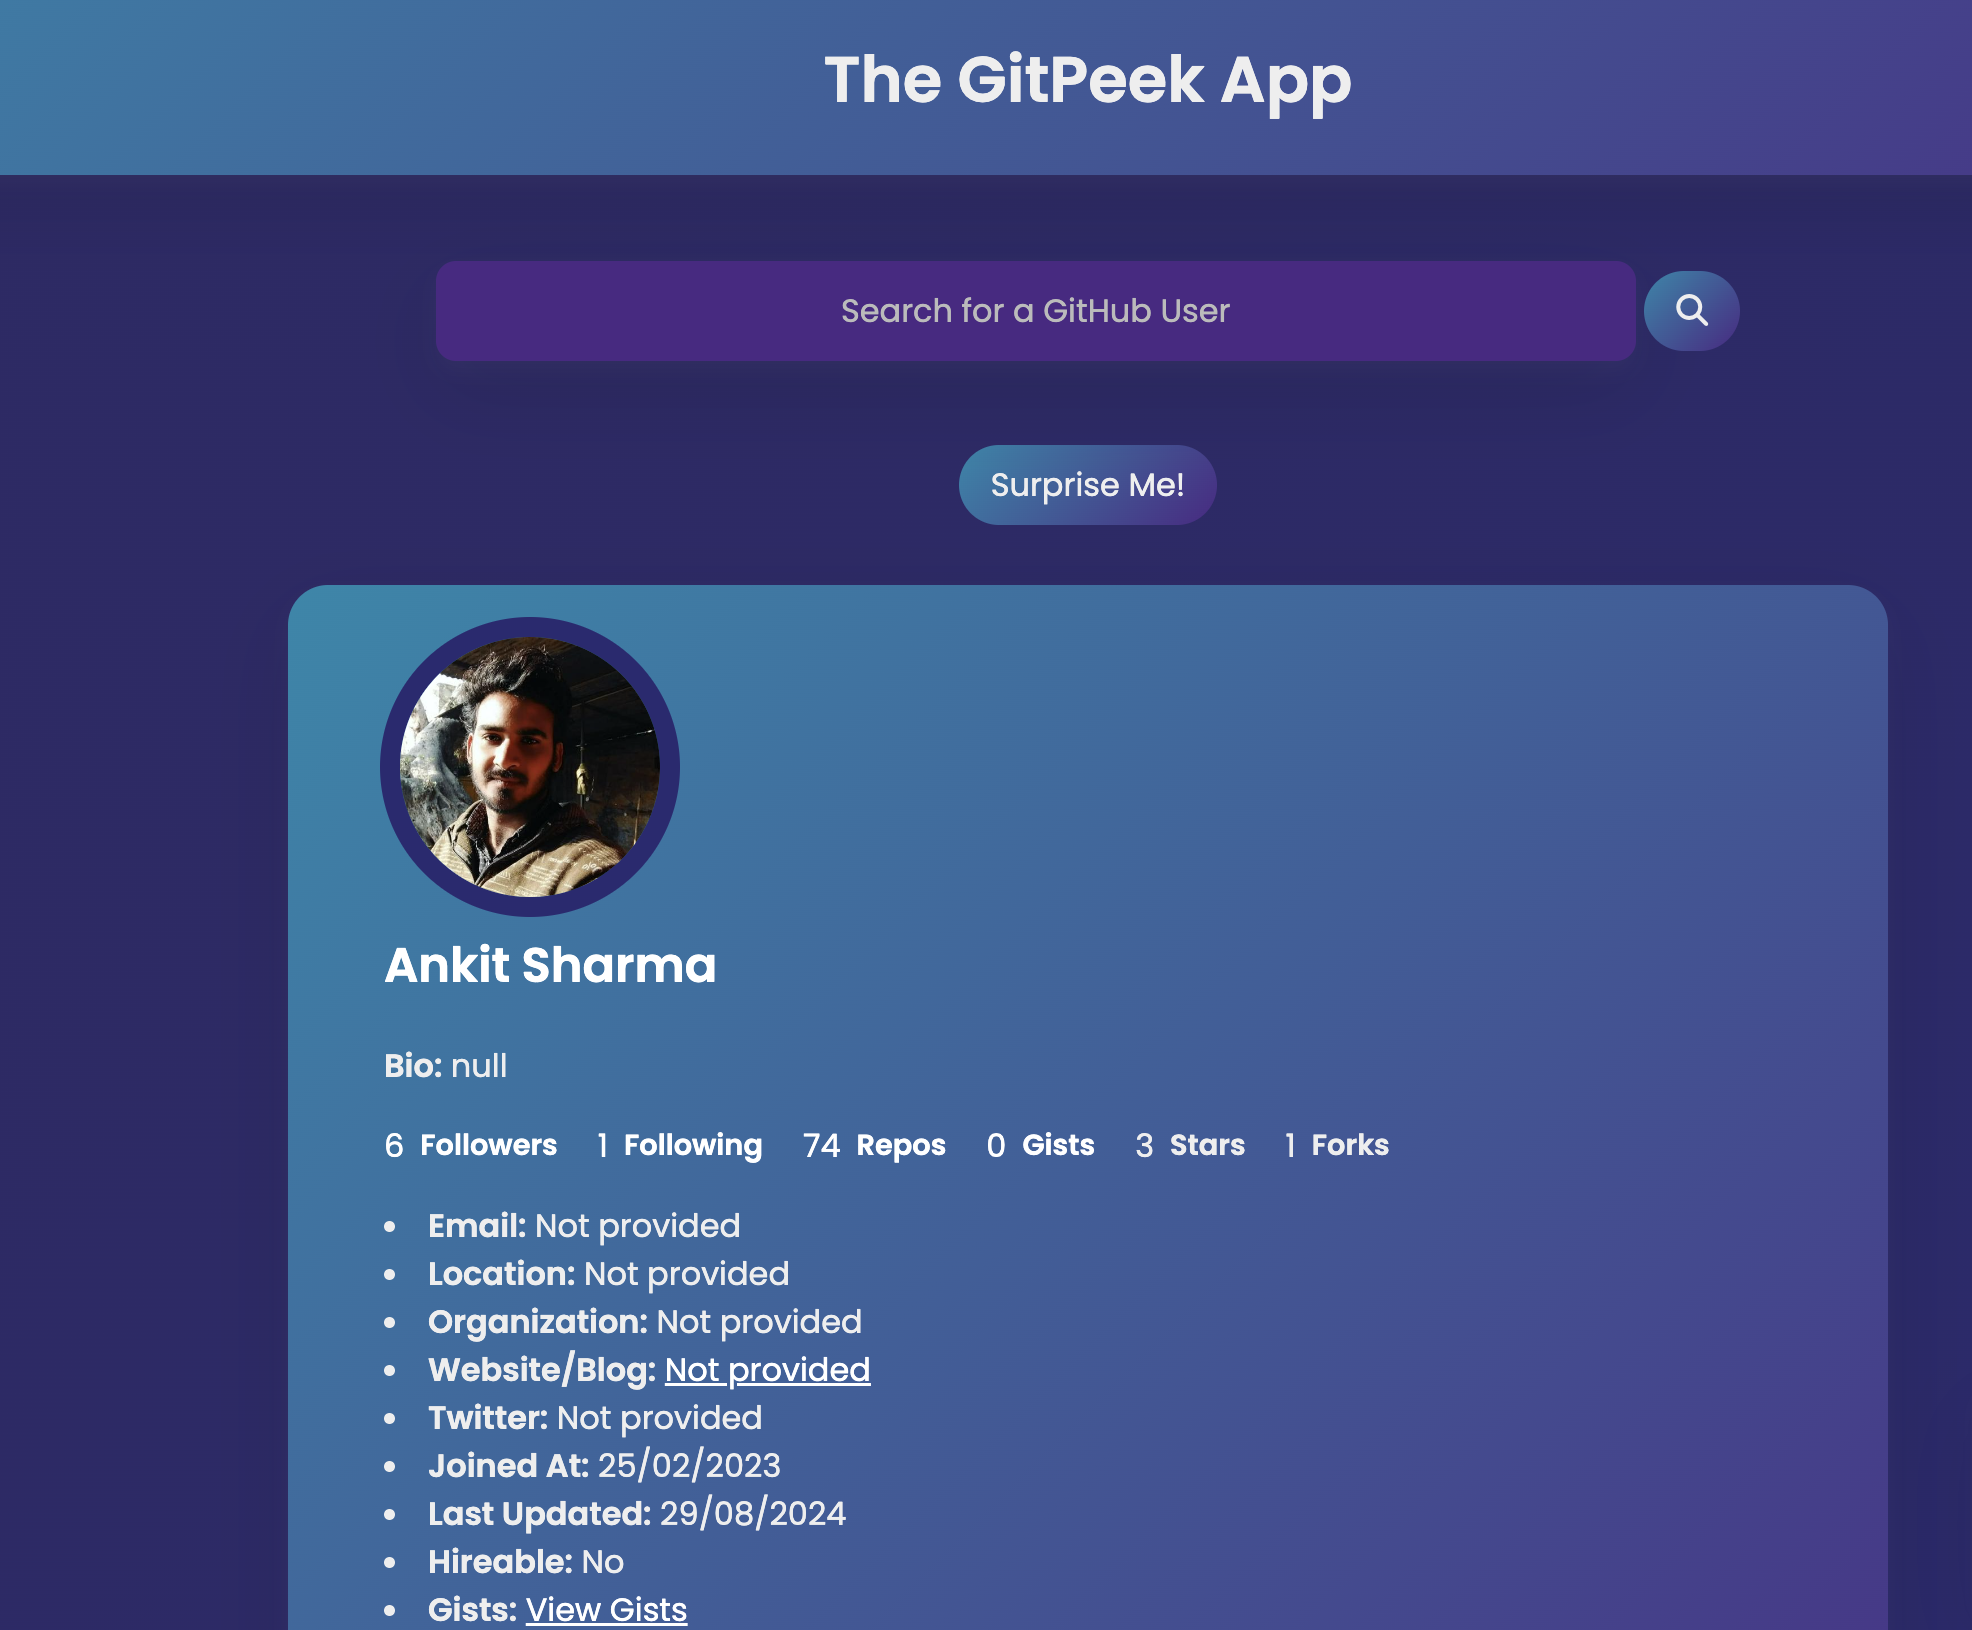 The GitPeek App
Search for a GitHub User
Surprise Me!
Ankit Sharma
Bio: null
6 Followers 1 Following 74 Repos 0 Gists 3 Stars 1 Forks
• Email: Not provided
• Location: Not provided
• Organization: Not provided
• Website/Blog: Not provided
• Twitter: Not provided
• Joined At: 25/02/2023
• Last Updated: 29/08/2024
• Hireable: No
• Gists: View Gists